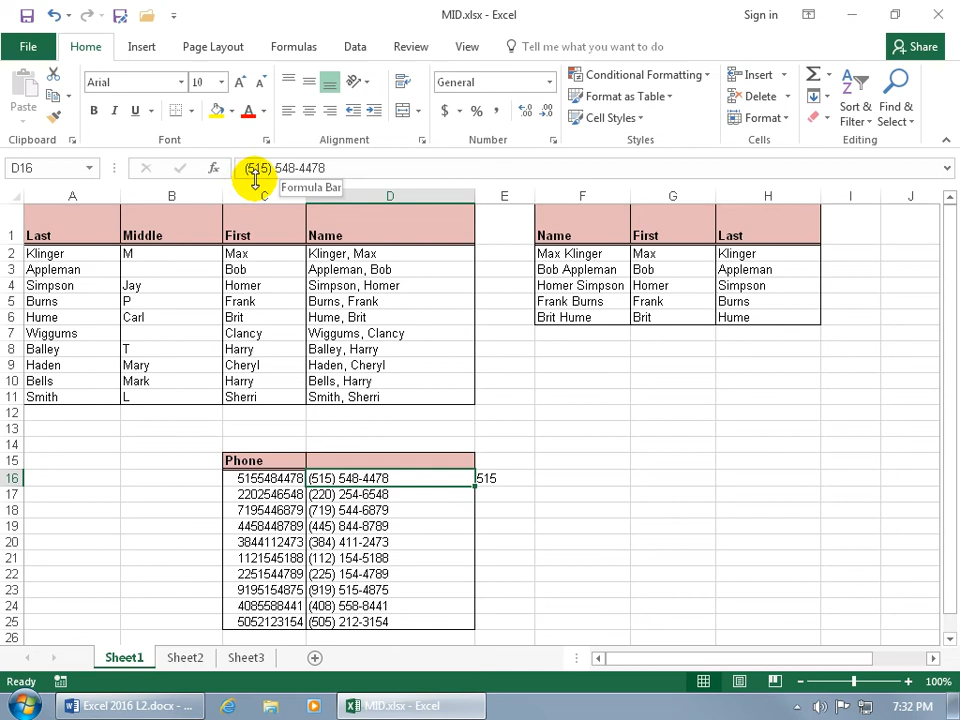 MID.xlsx - Excel
Sign in
File Home Insert Page Layout Formulas Data Review View Tell me what you want to do Share
Paste
Arial 10
B I U
General
$ % ,
Conditional Formatting
Format as Table
Cell Styles
Insert
Delete
Format
Sort & Filter
Find & Select
Clipboard Font Alignment Number Styles Cells Editing
D16 fx (515) 548-4478
Formula Bar
A B C D E F G H I J
1 Last Middle First Name Name First Last
2 Klinger M Max Klinger, Max Max Klinger Max Klinger
3 Appleman Bob Appleman, Bob Bob Appleman Bob Appleman
4 Simpson Jay Homer Simpson, Homer Homer Simpson Homer Simpson
5 Burns P Frank Burns, Frank Frank Burns Frank Burns
6 Hume Carl Brit Hume, Brit Brit Hume Brit Hume
7 Wiggums Clancy Wiggums, Clancy
8 Balley T Harry Balley, Harry
9 Haden Mary Cheryl Haden, Cheryl
10 Bells Mark Harry Bells, Harry
11 Smith L Sherri Smith, Sherri
12
13
14
15 Phone
16 5155484478 (515) 548-4478 515
17 2202546548 (220) 254-6548
18 7195446879 (719) 544-6879
19 4458448789 (445) 844-8789
20 3844112473 (384) 411-2473
21 1121545188 (112) 154-5188
22 2251544789 (225) 154-4789
23 9195154875 (919) 515-4875
24 4085588441 (408) 558-8441
25 5052123154 (505) 212-3154
26
Sheet1 Sheet2 Sheet3
Ready 100%
Excel 2016 L2.docx - ... MID.xlsx - Excel 7:32 PM